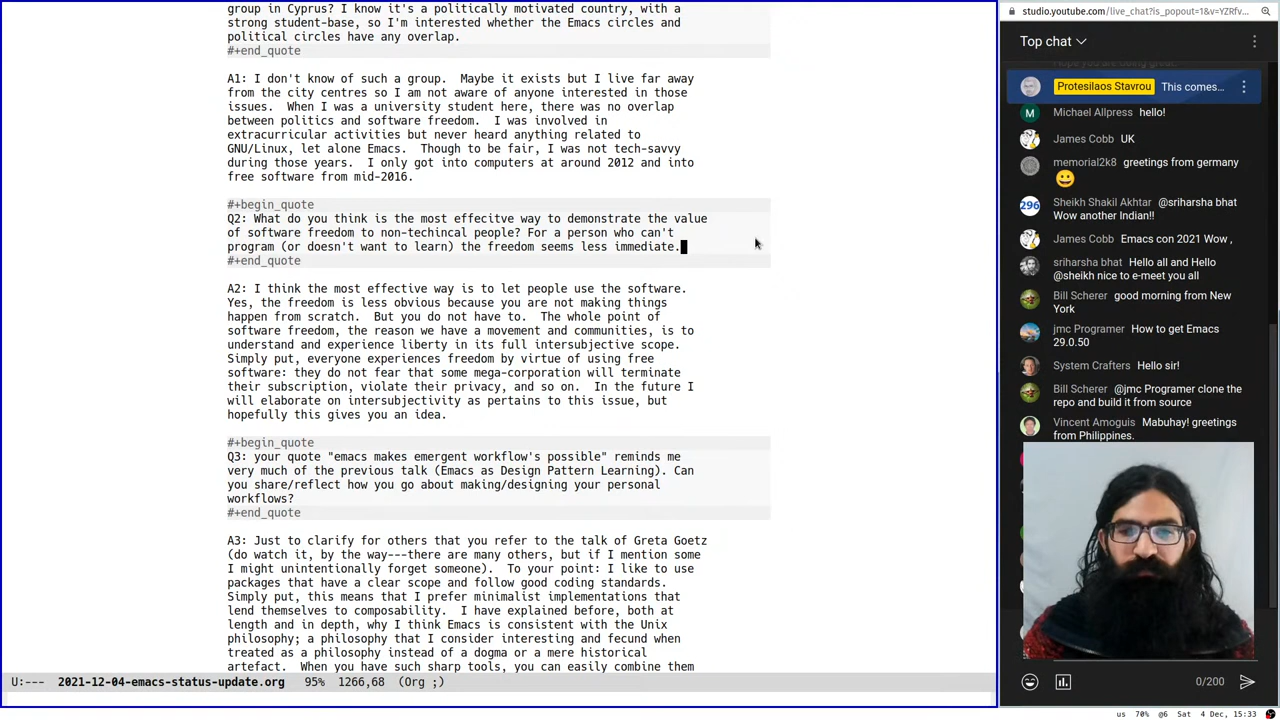 group in Cyprus? I know it's a politically motivated country, with a
strong student-base, so I'm interested whether the Emacs circles and
political circles have any overlap.
#+end_quote
A1: I don't know of such a group.  Maybe it exists but I live far away
from the city centre so I am not aware of anyone interested in those
issues.  When I was a university student here, there was no overlap
between politics and software freedom.  I was involved in
extracurricular activities but never heard anything related to
GNU/Linux, let alone Emacs.  Though to be fair, I was not tech-savvy
during those years.  I only got into computers at around 2012 and into
free software from mid-2016.
#+begin_quote
Q2: What do you think is the most effecitve way to demonstrate the value
of software freedom to non-techincal people? For a person who can't
program (or doesn't want to learn) the freedom seems less immediate.
#+end_quote
A2: I think the most effective way is to let people use the software.
Yes, the freedom is less obvious because you are not making things
happen from scratch.  But you do not have to.  The whole point of
software freedom, the reason we have a movement and communities, is to
understand and experience liberty in its full intersubjective scope.
Simply put, everyone experiences freedom by virtue of using free
software: they do not fear that some mega-corporation will terminate
their subscription, violate their privacy, and so on.  In the future I
will elaborate on intersubjectivity as pertains to this issue, but
hopefully this gives you an idea.
#+begin_quote
Q3: your quote "emacs makes emergent workflow's possible" reminds me
very much of the previous talk (Emacs as Design Pattern Learning). Can
you share/reflect how you go about making/designing your personal
workflows?
#+end_quote
A3: Just to clarify for others that you refer to the talk of Greta Goetz
(do watch it, by the way---there are many others, but if I mention some
I might unintentionally forget someone).  To your point: I like to use
packages that have a clear scope and follow good coding standards.
Simply put, this means that I prefer minimalist implementations that
lend themselves to composability.  I have explained before, both at
length and in depth, why I think Emacs is consistent with the Unix
philosophy; a philosophy that I consider interesting and fecund when
treated as a philosophy instead of a dogma or a mere historical
artefact.  When you have such sharp tools, you can easily combine them
U:---  2021-12-04-emacs-status-update.org   95%  1266,68  (Org ;)
studio.youtube.com/live_chat?is_popout=1&v=YZRfv...
Top chat
Protesilaos Stavrou This comes...
M Michael Allpress hello!
James Cobb UK
memorial2k8 greetings from germany
296 Sheikh Shakil Akhtar @sriharsha bhat
Wow another Indian!!
James Cobb Emacs con 2021 Wow ,
sriharsha bhat Hello all and Hello
@sheikh nice to e-meet you all
Bill Scherer good morning from New
York
jmc Programer How to get Emacs
29.0.50
System Crafters Hello sir!
Bill Scherer @jmc Programer clone the
repo and build it from source
Vincent Amoguis Mabuhay! greetings
from Philippines.
0/200
us  70%  @6  Sat  4 Dec, 15:33